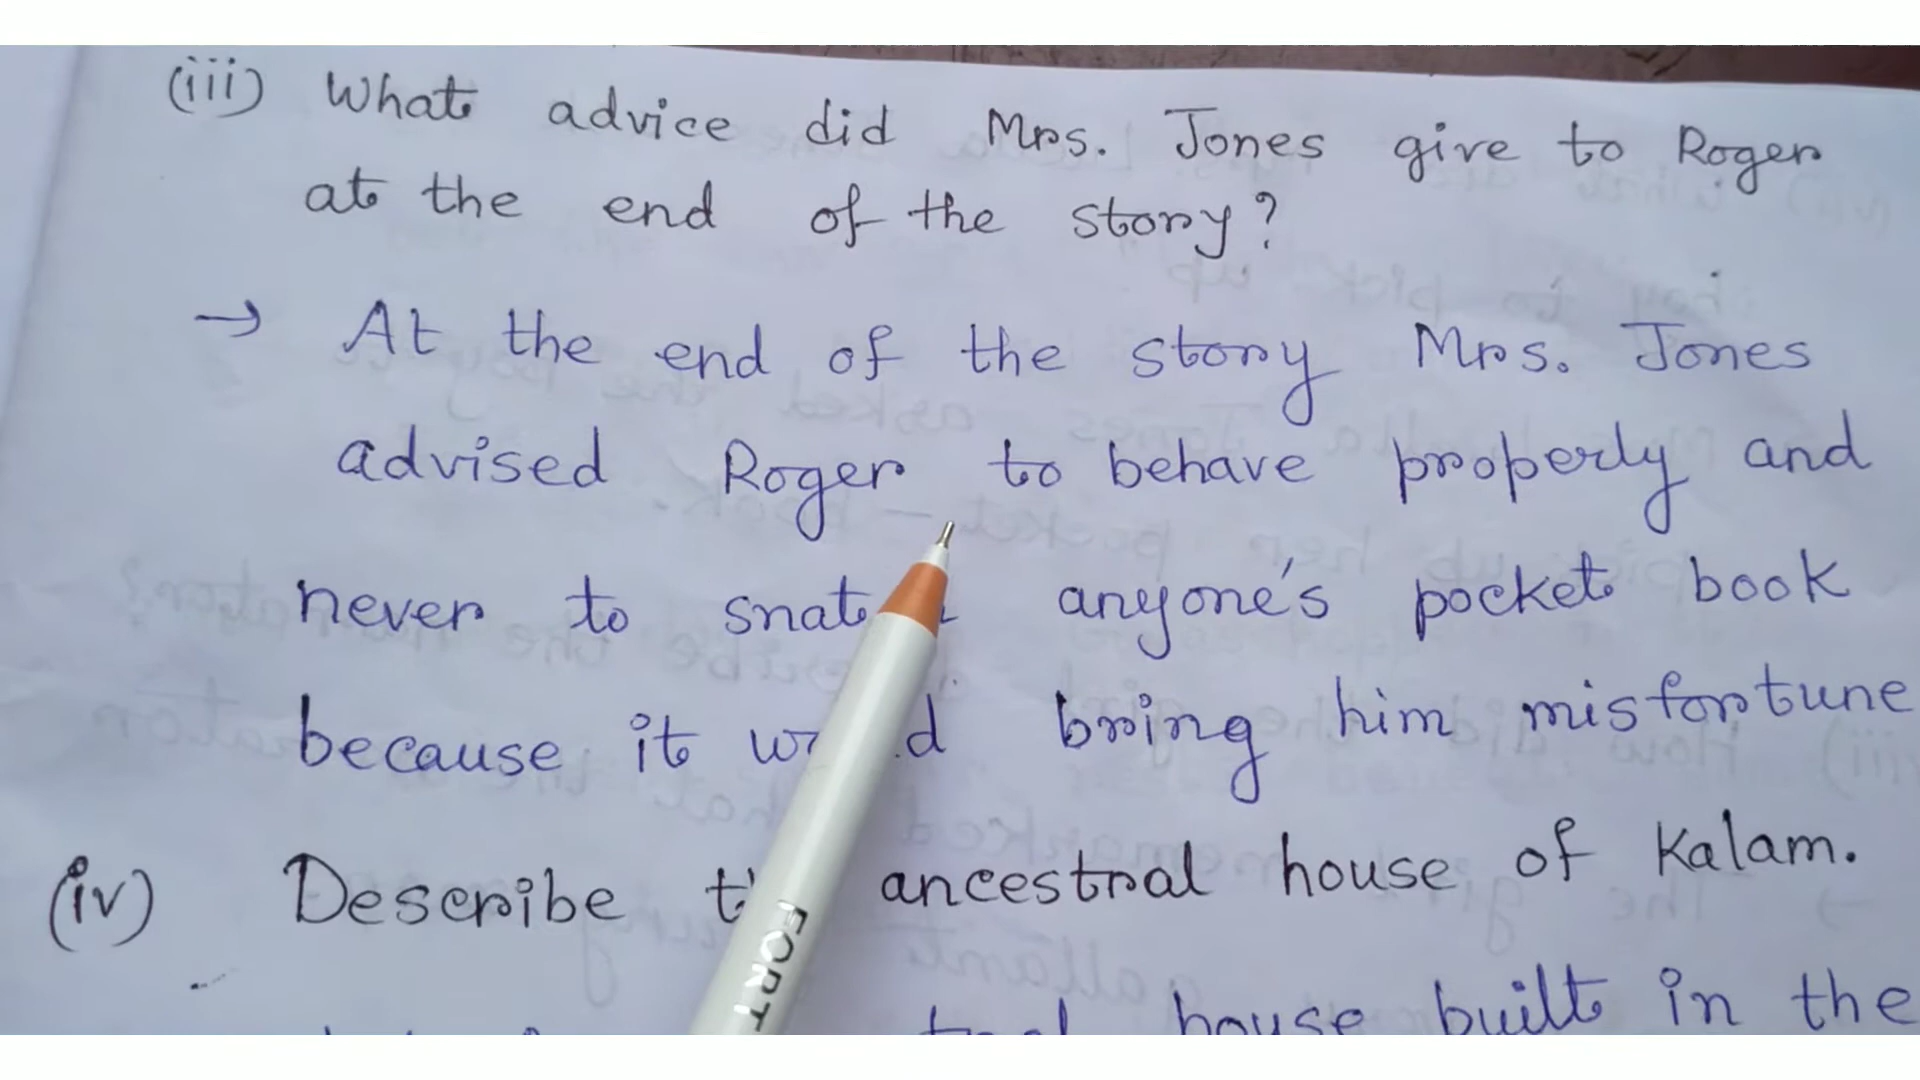 (iii) What advice did Mrs. Jones give to Roger
at the end of the story?
→ At the end of the story Mrs. Jones
advised Roger to behave properly and
never to anyone's pocket book
because it bring him misfortune
(iv) Describe ancestral house of Kalam.
house built in the
FORT